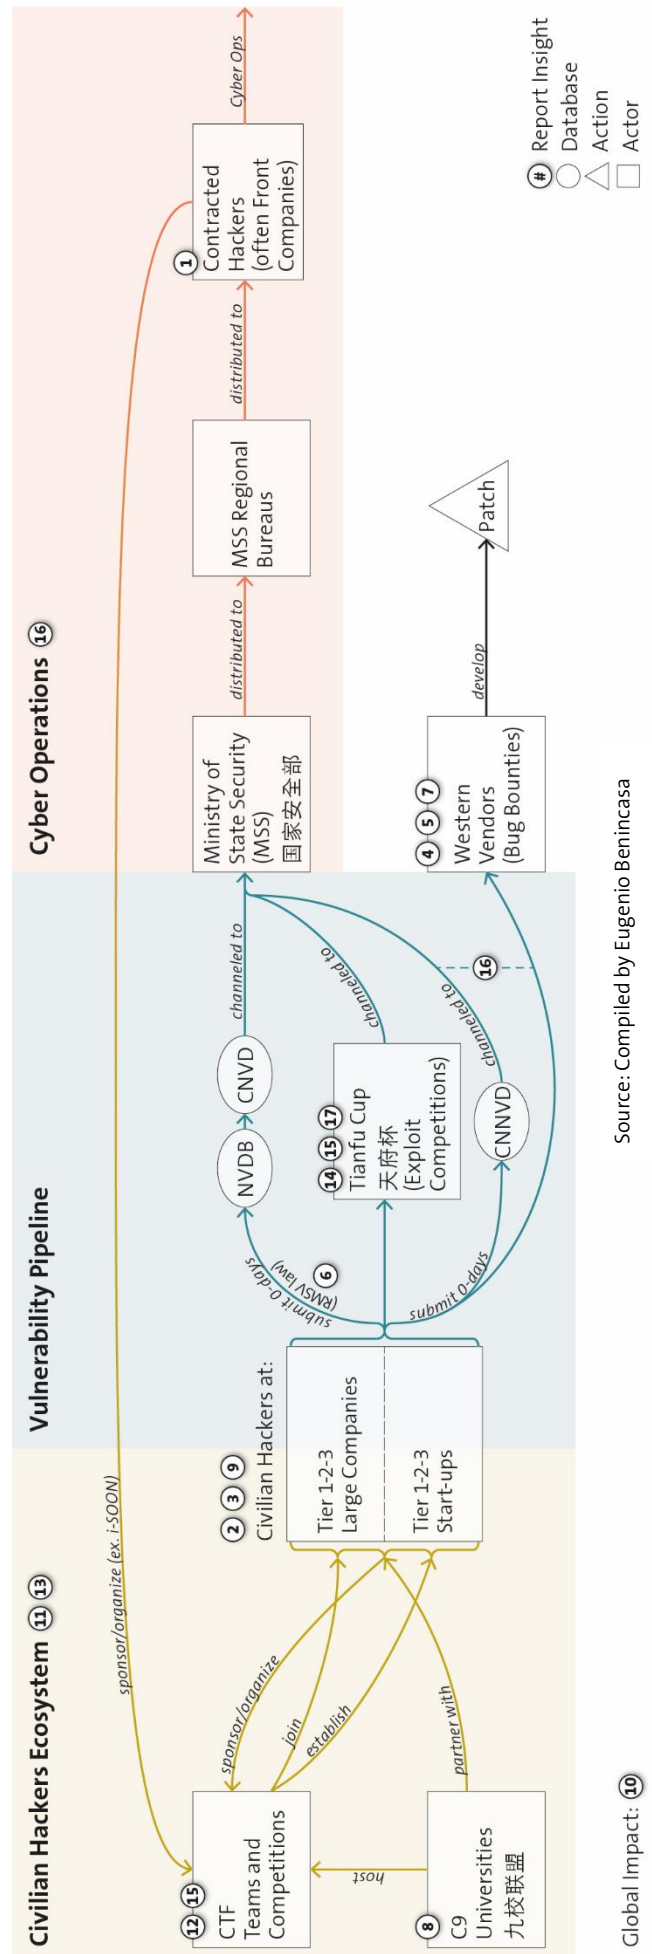 Civilian Hackers Ecosystem 11 13
Vulnerability Pipeline
Cyber Operations 16
sponsor/organize (ex. i-SOON)
12 15
CTF
Teams and
Competitions
host
8
C9
Universities
九校联盟
sponsor/organize
join
establish
partner with
2 3 9
Civilian Hackers at:
Tier 1-2-3
Large Companies
Tier 1-2-3
Start-ups
submit 0-days
(RMSV law)
6
submit 0-days
NVDB
CNVD
channeled to
14 15 17
Tianfu Cup
天府杯
(Exploit
Competitions)
channeled to
CNNVD
channeled to
16
Ministry of
State Security
(MSS)
国家安全部
distributed to
MSS Regional
Bureaus
distributed to
1
Contracted
Hackers
(often Front
Companies)
Cyber Ops
4 5 7
Western
Vendors
(Bug Bounties)
develop
Patch
# Report Insight
Database
Action
Actor
Global Impact: 10
Source: Compiled by Eugenio Benincasa